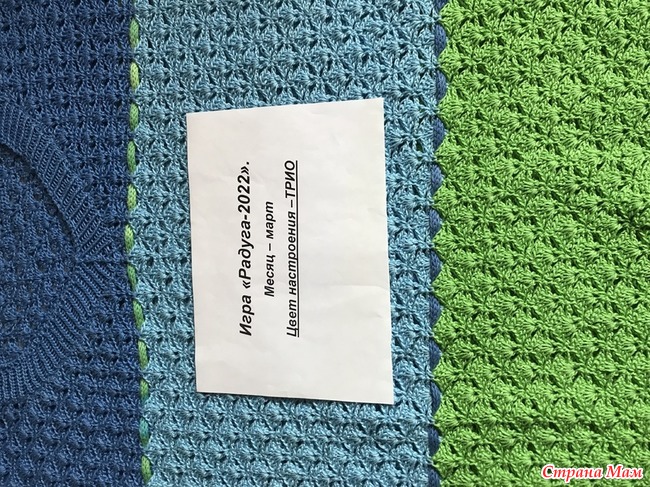 Игра «Радуга-2022».
Месяц – март
Цвет настроения –ТРИО
Страна Мам